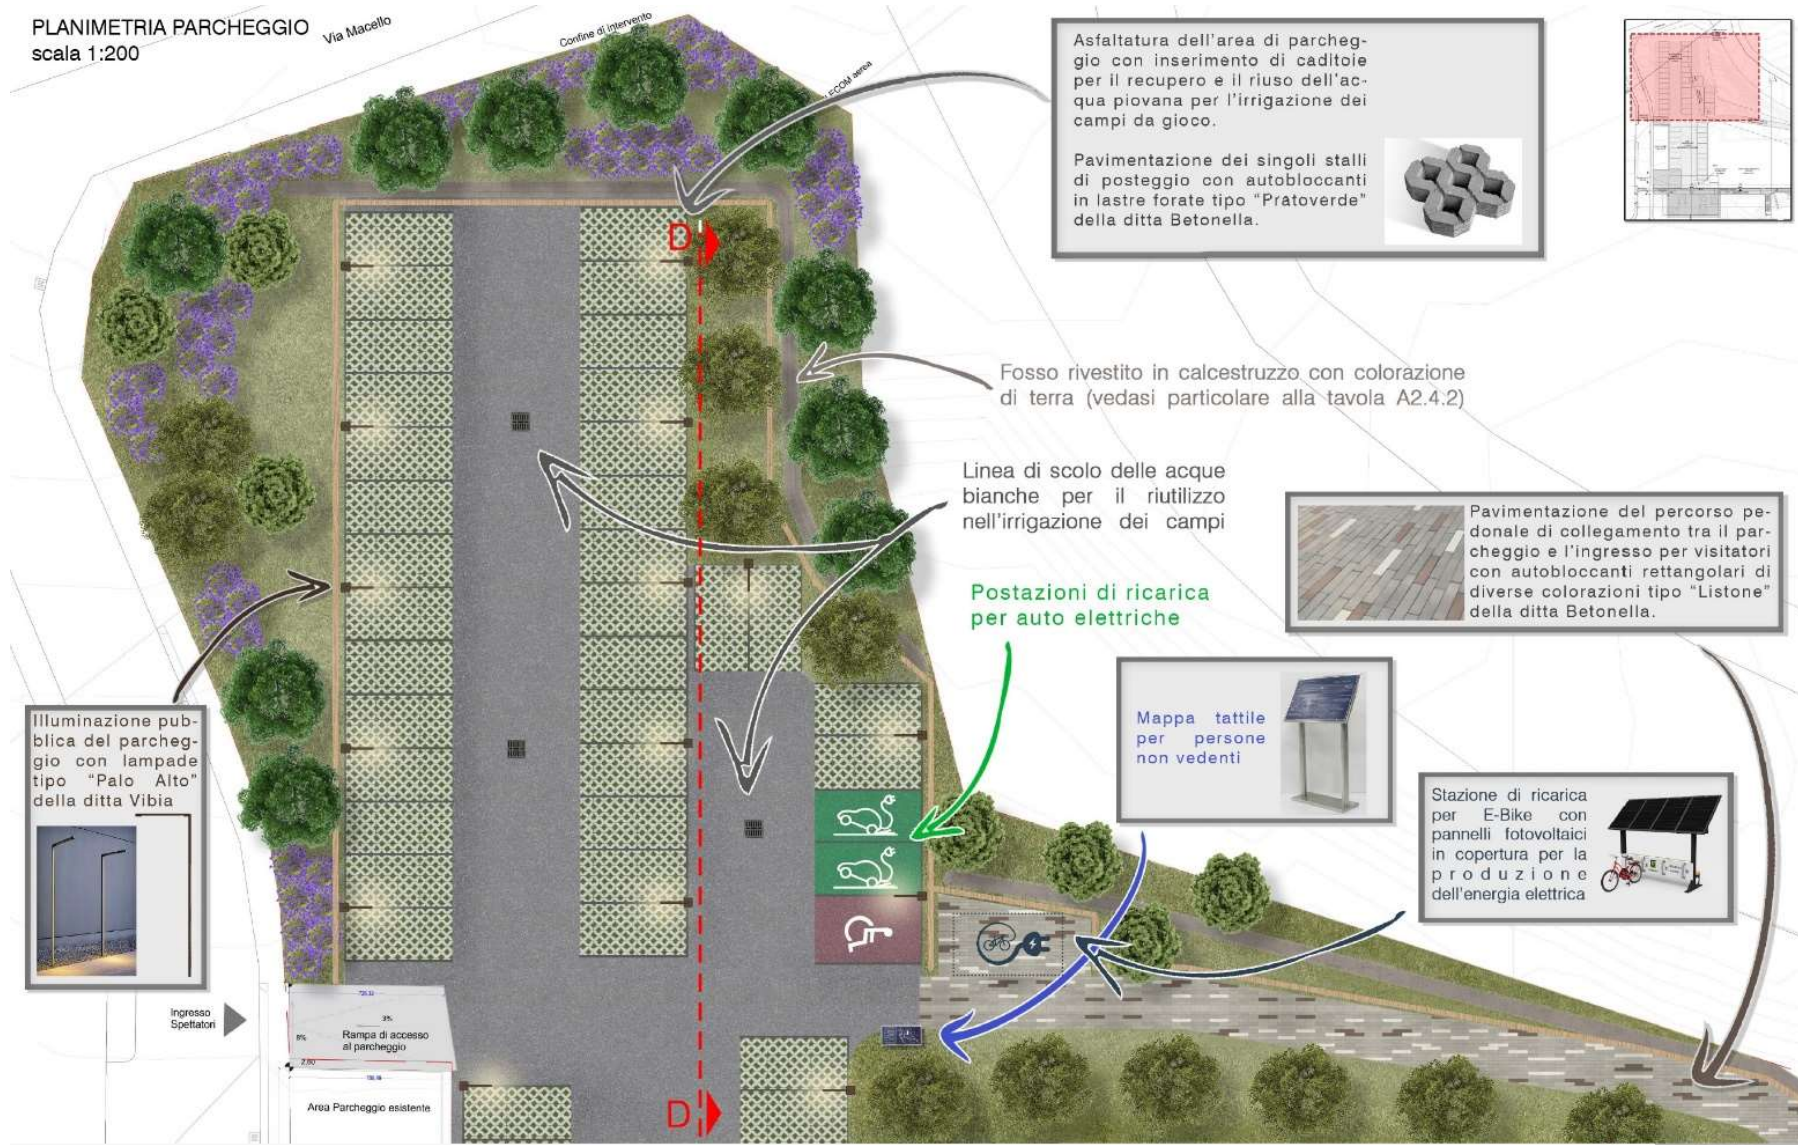 PLANIMETRIA PARCHEGGIO
scala 1:200
Via Macello
Confine di intervento
aerea
Asfaltatura dell'area di parcheg-
gio con inserimento di caditoie
per il recupero e il riuso dell'ac-
qua piovana per l'irrigazione dei
campi da gioco.
Pavimentazione dei singoli stalli
di posteggio con autobloccanti
in lastre forate tipo "Pratoverde"
della ditta Betonella.
D
Fosso rivestito in calcestruzzo con colorazione
di terra (vedasi particolare alla tavola A2.4.2)
Linea di scolo delle acque
bianche per il riutilizzo
nell'irrigazione dei campi
Pavimentazione del percorso pe-
donale di collegamento tra il par-
cheggio e l'ingresso per visitatori
con autobloccanti rettangolari di
diverse colorazioni tipo "Listone"
della ditta Betonella.
Postazioni di ricarica
per auto elettriche
Mappa tattile
per persone
non vedenti
Illuminazione pub-
blica del parcheg-
gio con lampade
tipo "Palo Alto"
della ditta Vibia
Stazione di ricarica
per E-Bike con
pannelli fotovoltaici
in copertura per la
produzione
dell'energia elettrica
Ingresso
Spettatori
3%
8%
Rampa di accesso
al parcheggio
2,60
Area Parcheggio esistente
D